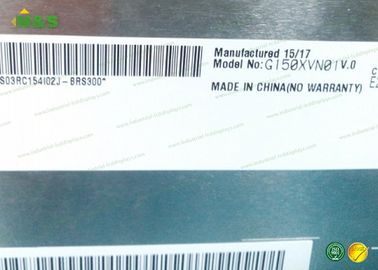 H&S
Manufactured 15/17
Model No:G150XVN01 V.0
S03RC154I02J-BRS300*
MADE IN CHINA(NO WARRANTY)